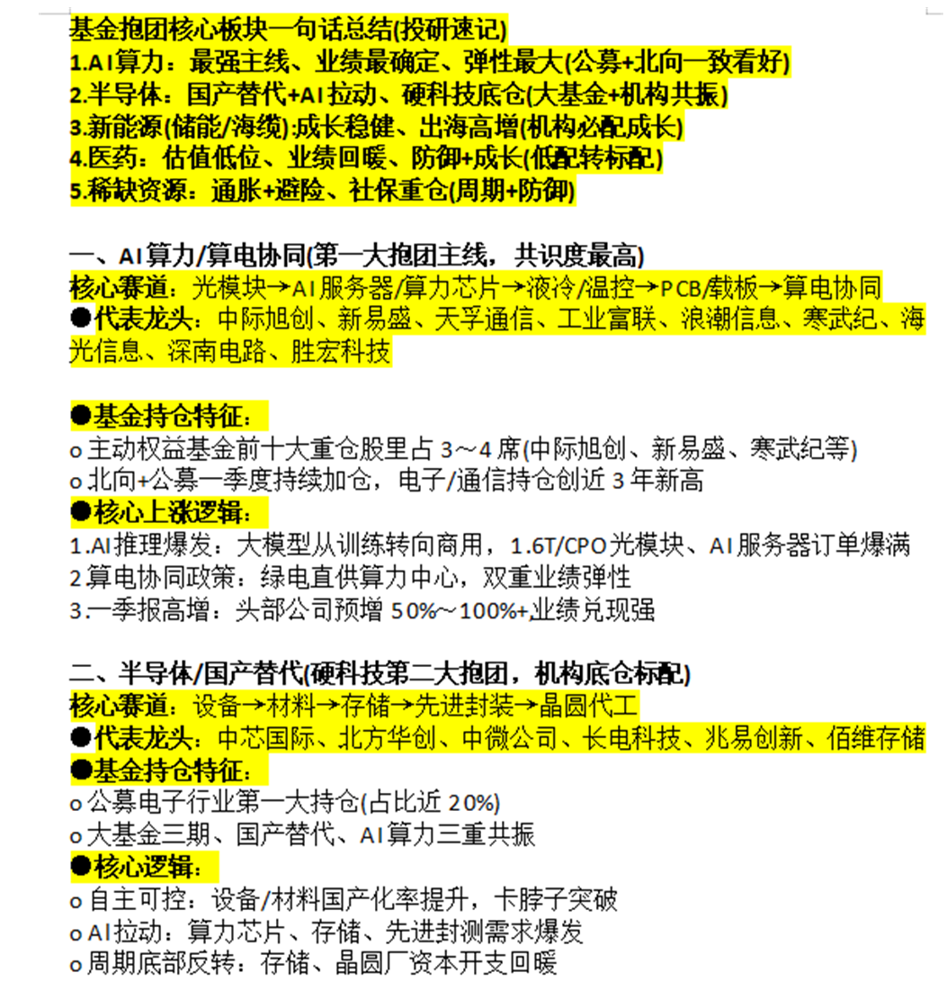 基金抱团核心板块一句话总结(投研速记)
1.AI算力：最强主线、业绩最确定、弹性最大(公募+北向一致看好)
2.半导体：国产替代+AI拉动、硬科技底仓(大基金+机构共振)
3.新能源(储能/海缆):成长稳健、出海高增(机构必配成长)
4.医药：估值低位、业绩回暖、防御+成长(低配转标配)
5.稀缺资源：通胀+避险、社保重仓(周期+防御)
一、AI算力/算电协同(第一大抱团主线，共识度最高)
核心赛道：光模块→AI服务器/算力芯片→液冷/温控→PCB/载板→算电协同
●代表龙头：中际旭创、新易盛、天孚通信、工业富联、浪潮信息、寒武纪、海
光信息、深南电路、胜宏科技
●基金持仓特征：
o主动权益基金前十大重仓股里占3～4席(中际旭创、新易盛、寒武纪等)
o北向+公募一季度持续加仓，电子/通信持仓创近3年新高
●核心上涨逻辑：
1.AI推理爆发：大模型从训练转向商用，1.6T/CPO光模块、AI服务器订单爆满
2.算电协同政策：绿电直供算力中心，双重业绩弹性
3.一季报高增：头部公司预增50%～100%+,业绩兑现强
二、半导体/国产替代(硬科技第二大抱团，机构底仓标配)
核心赛道：设备→材料→存储→先进封装→晶圆代工
●代表龙头：中芯国际、北方华创、中微公司、长电科技、兆易创新、佰维存储
●基金持仓特征：
o公募电子行业第一大持仓(占比近20%)
o大基金三期、国产替代、AI算力三重共振
●核心逻辑：
o自主可控：设备/材料国产化率提升，卡脖子突破
oAI拉动：算力芯片、存储、先进封测需求爆发
o周期底部反转：存储、晶圆厂资本开支回暖